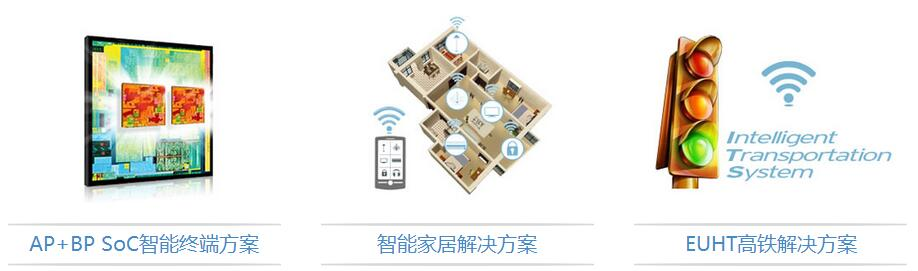 Intelligent
Transportation
System
AP+BP SoC智能终端方案
智能家居解决方案
EUHT高铁解决方案